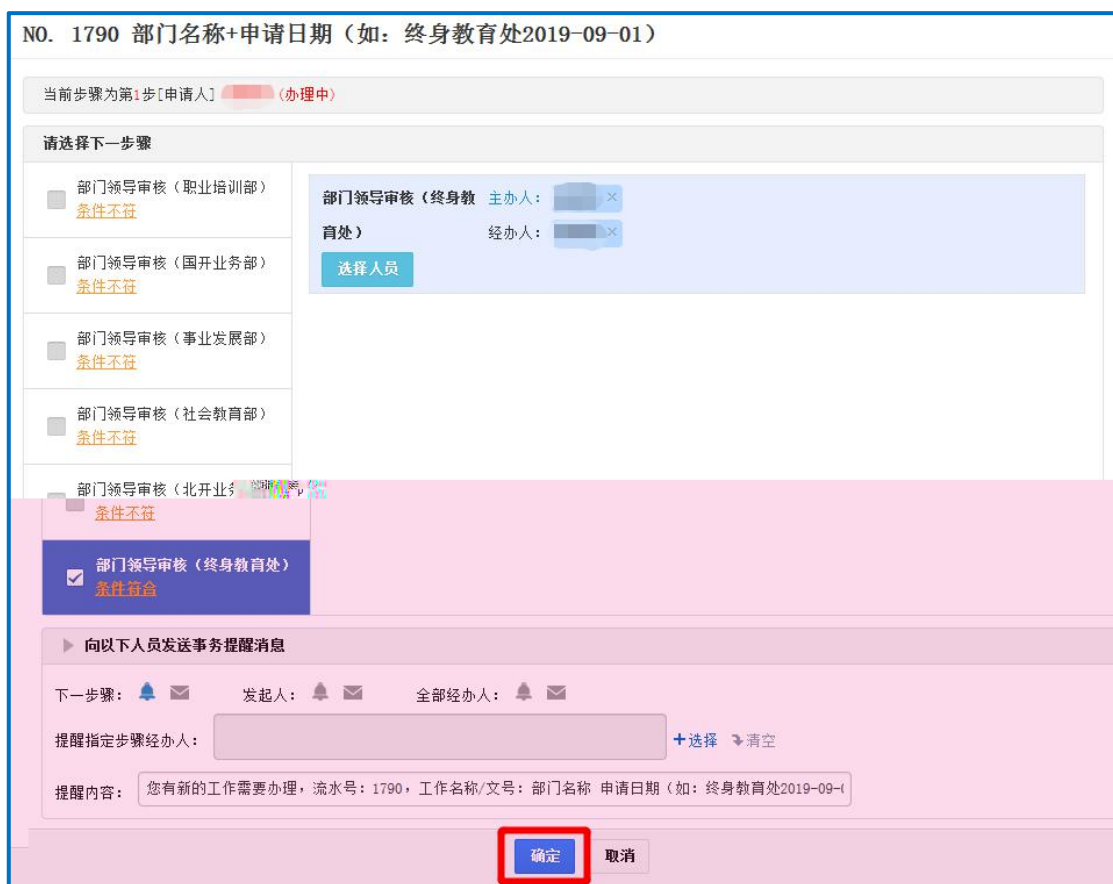 NO. 1790 部门名称+申请日期（如：终身教育处2019-09-01）
当前步骤为第1步[申请人] (办理中)
请选择下一步骤
部门领导审核（职业培训部）
条件不符
部门领导审核（国开业务部）
条件不符
部门领导审核（事业发展部）
条件不符
部门领导审核（社会教育部）
条件不符
部门领导审核（北开业
条件不符
部门领导审核（终身教育处）
条件符合
部门领导审核（终身教
育处）
主办人：
经办人：
选择人员
向以下人员发送事务提醒消息
下一步骤： 发起人： 全部经办人：
提醒指定步骤经办人： +选择 清空
提醒内容： 您有新的工作需要办理，流水号：1790，工作名称/文号：部门名称 申请日期（如：终身教育处2019-09-
确定 取消